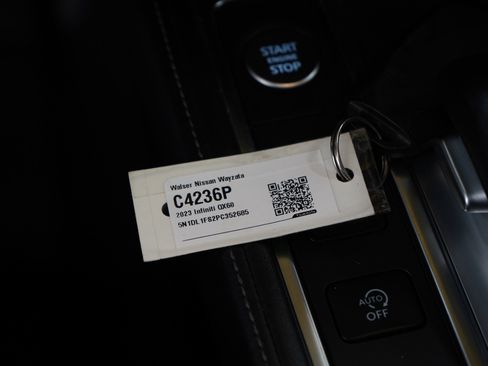 START
ENGINE
STOP
Walser Nissan Wayzata
C4236P
2023 Infiniti QX60
5N1DL1FS2PC352685
AUTO
OFF